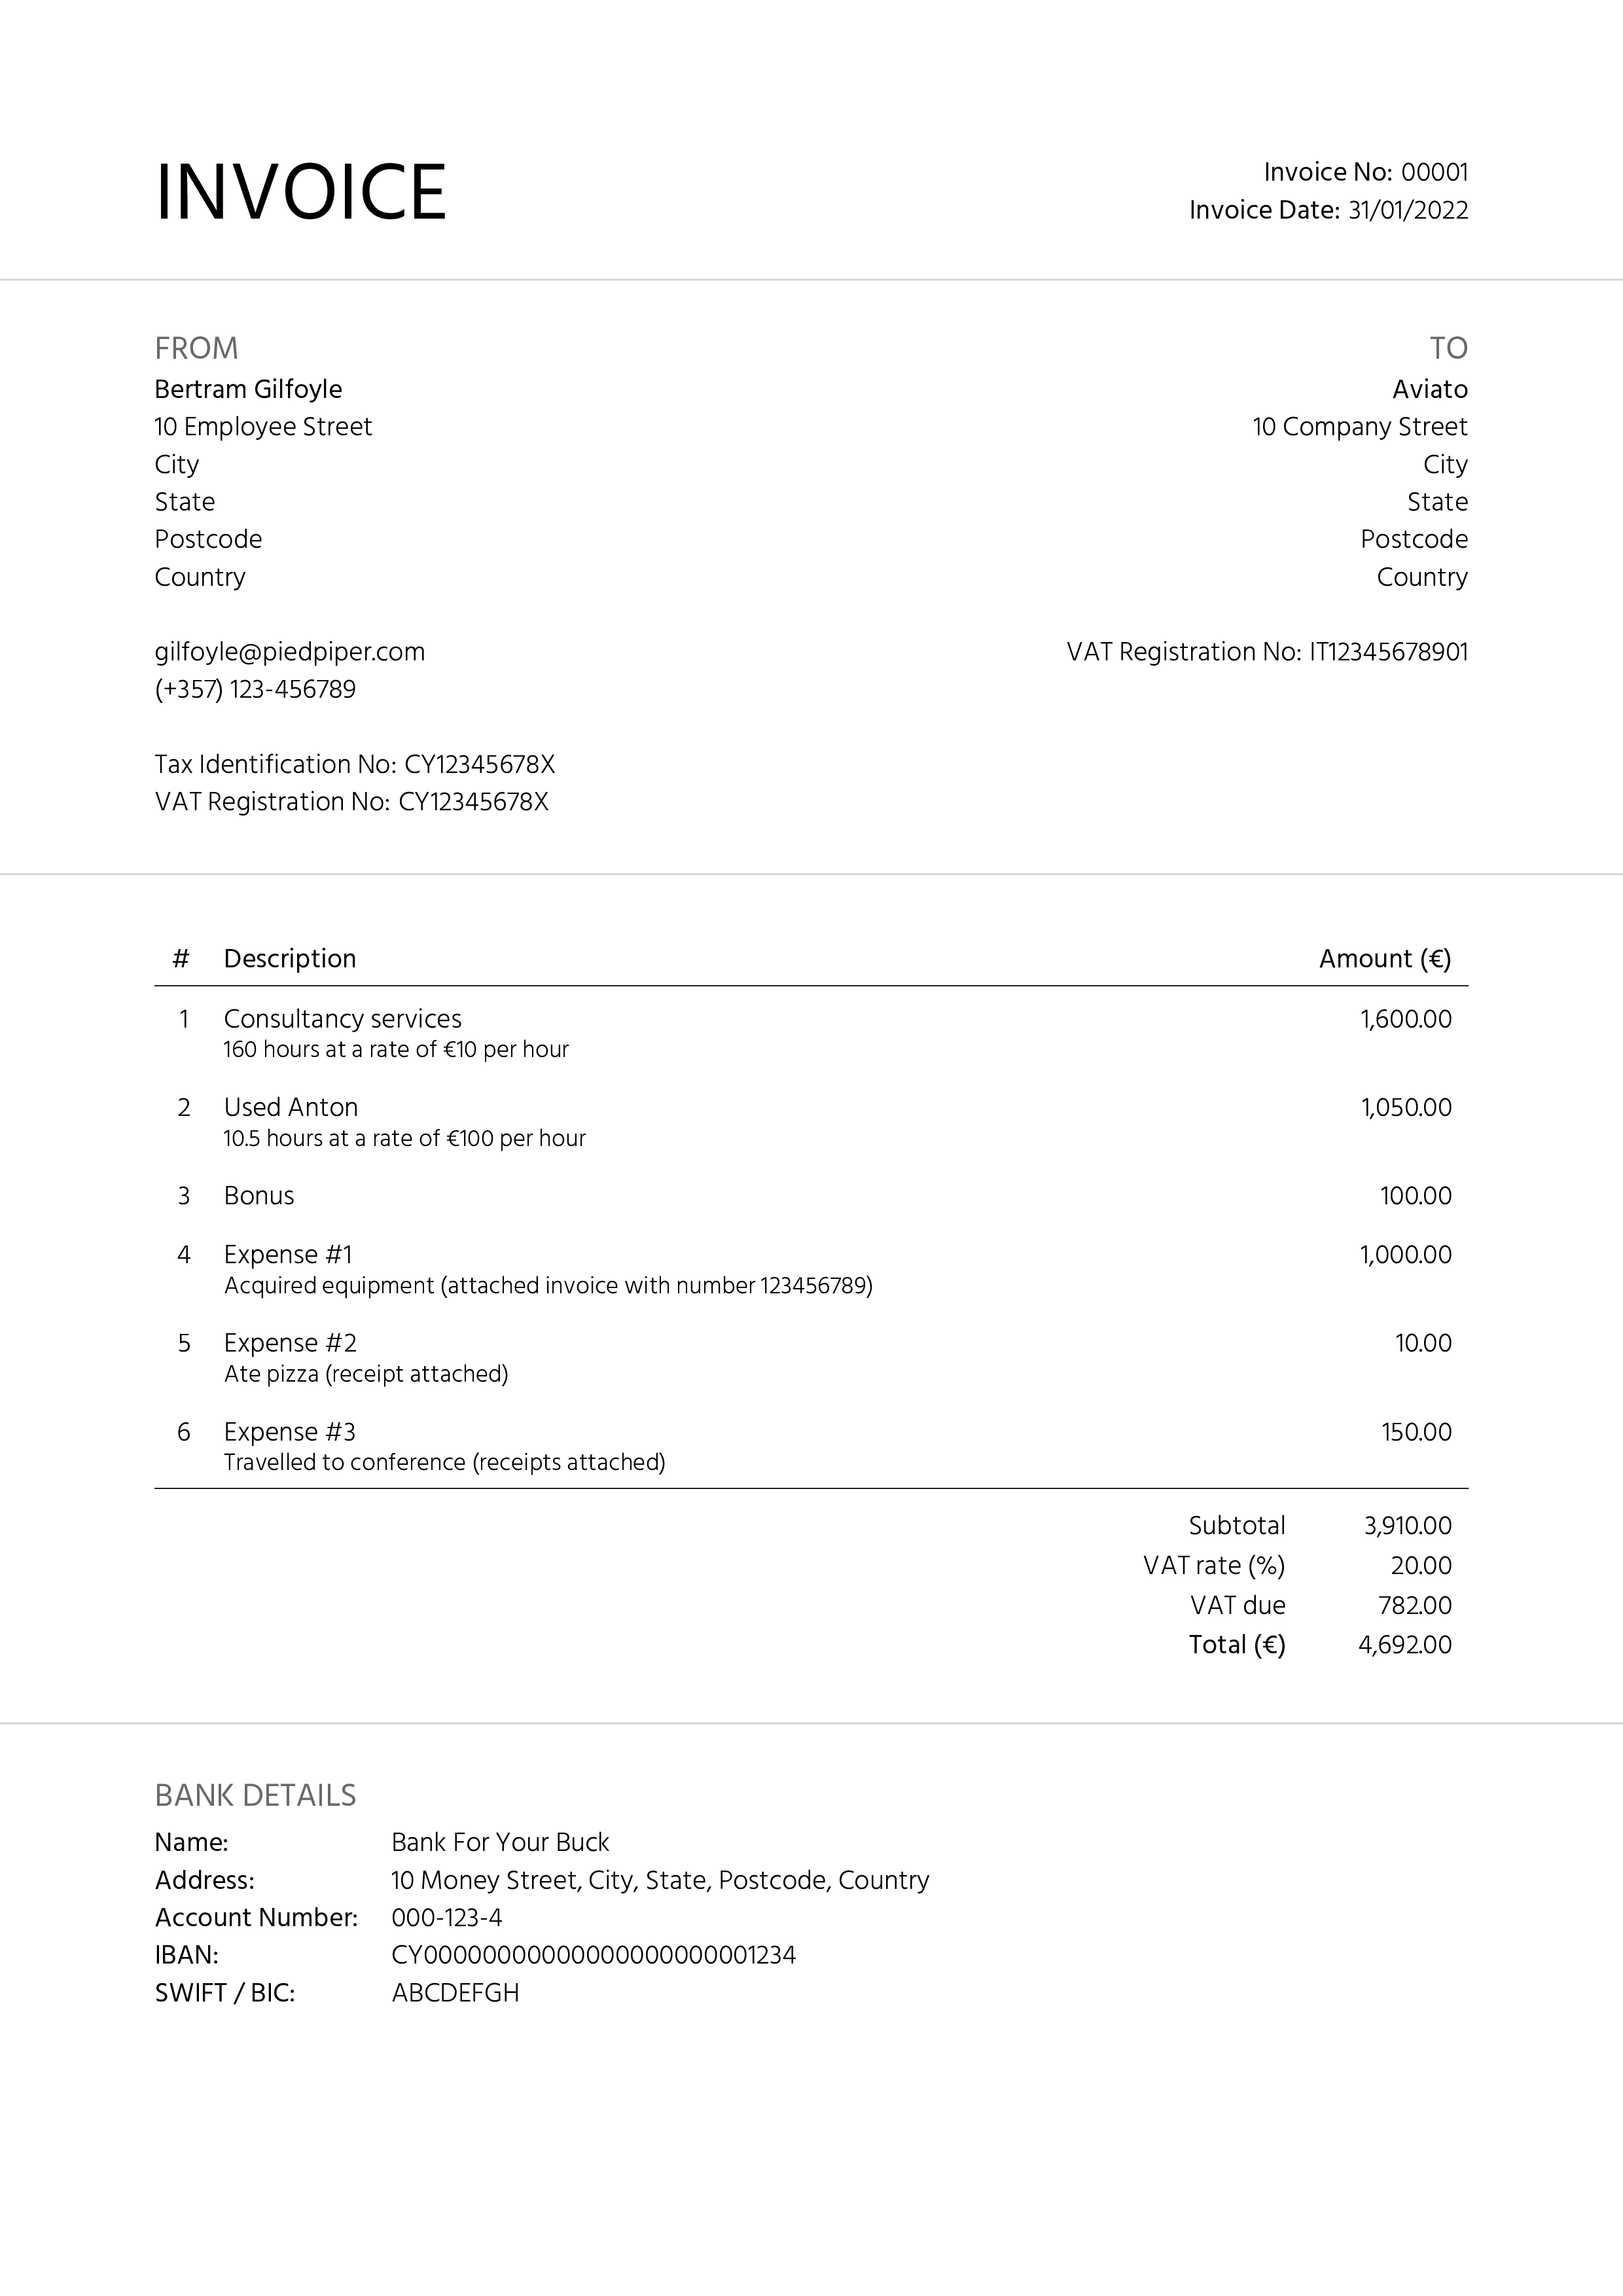 INVOICE
Invoice No: 00001
Invoice Date: 31/01/2022
FROM
Bertram Gilfoyle
10 Employee Street
City
State
Postcode
Country
gilfoyle@piedpiper.com
(+357) 123-456789
Tax Identification No: CY12345678X
VAT Registration No: CY12345678X
TO
Aviato
10 Company Street
City
State
Postcode
Country
VAT Registration No: IT12345678901
# Description Amount (€)
1 Consultancy services 1,600.00
160 hours at a rate of €10 per hour
2 Used Anton 1,050.00
10.5 hours at a rate of €100 per hour
3 Bonus 100.00
4 Expense #1 1,000.00
Acquired equipment (attached invoice with number 123456789)
5 Expense #2 10.00
Ate pizza (receipt attached)
6 Expense #3 150.00
Travelled to conference (receipts attached)
Subtotal 3,910.00
VAT rate (%) 20.00
VAT due 782.00
Total (€) 4,692.00
BANK DETAILS
Name: Bank For Your Buck
Address: 10 Money Street, City, State, Postcode, Country
Account Number: 000-123-4
IBAN: CY00000000000000000000001234
SWIFT / BIC: ABCDEFGH